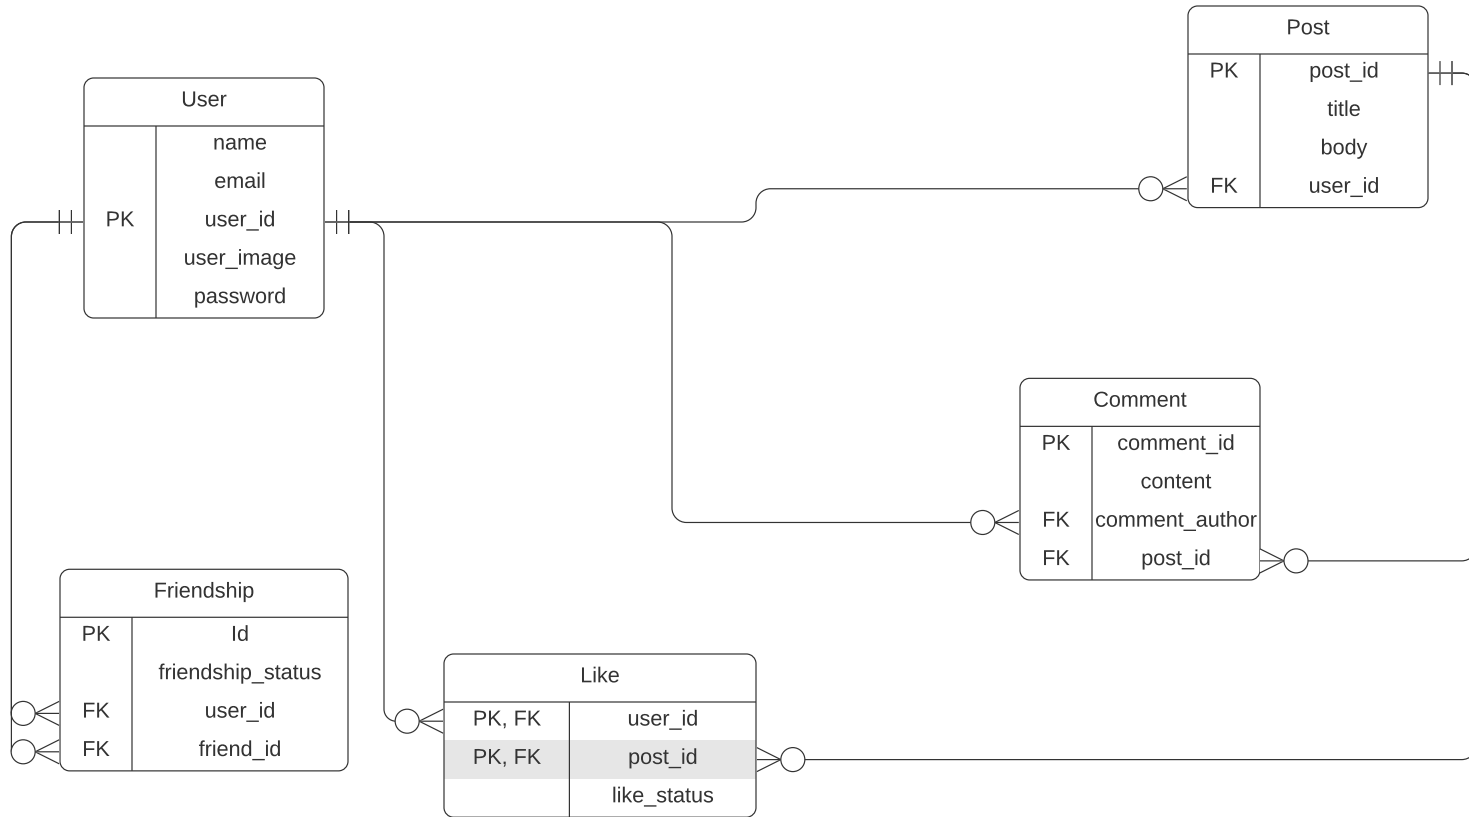 Post
PK post_id
title
body
FK user_id
User
name
email
PK user_id
user_image
password
Comment
PK comment_id
content
FK comment_author
FK post_id
Friendship
PK Id
friendship_status
FK user_id
FK friend_id
Like
PK, FK user_id
PK, FK post_id
like_status